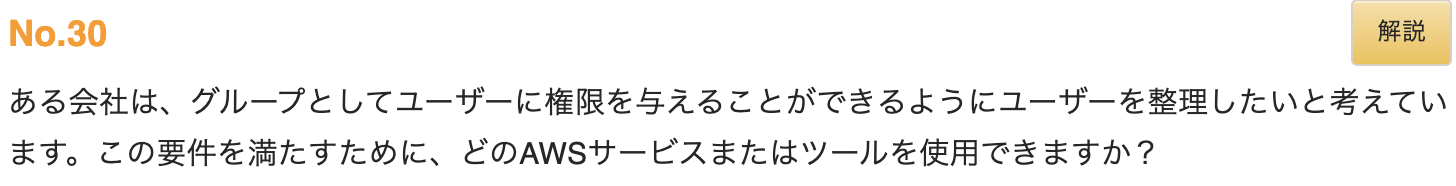 No.30
解説
ある会社は、グループとしてユーザーに権限を与えることができるようにユーザーを整理したいと考えてい
ます。この要件を満たすために、どのAWSサービスまたはツールを使用できますか？